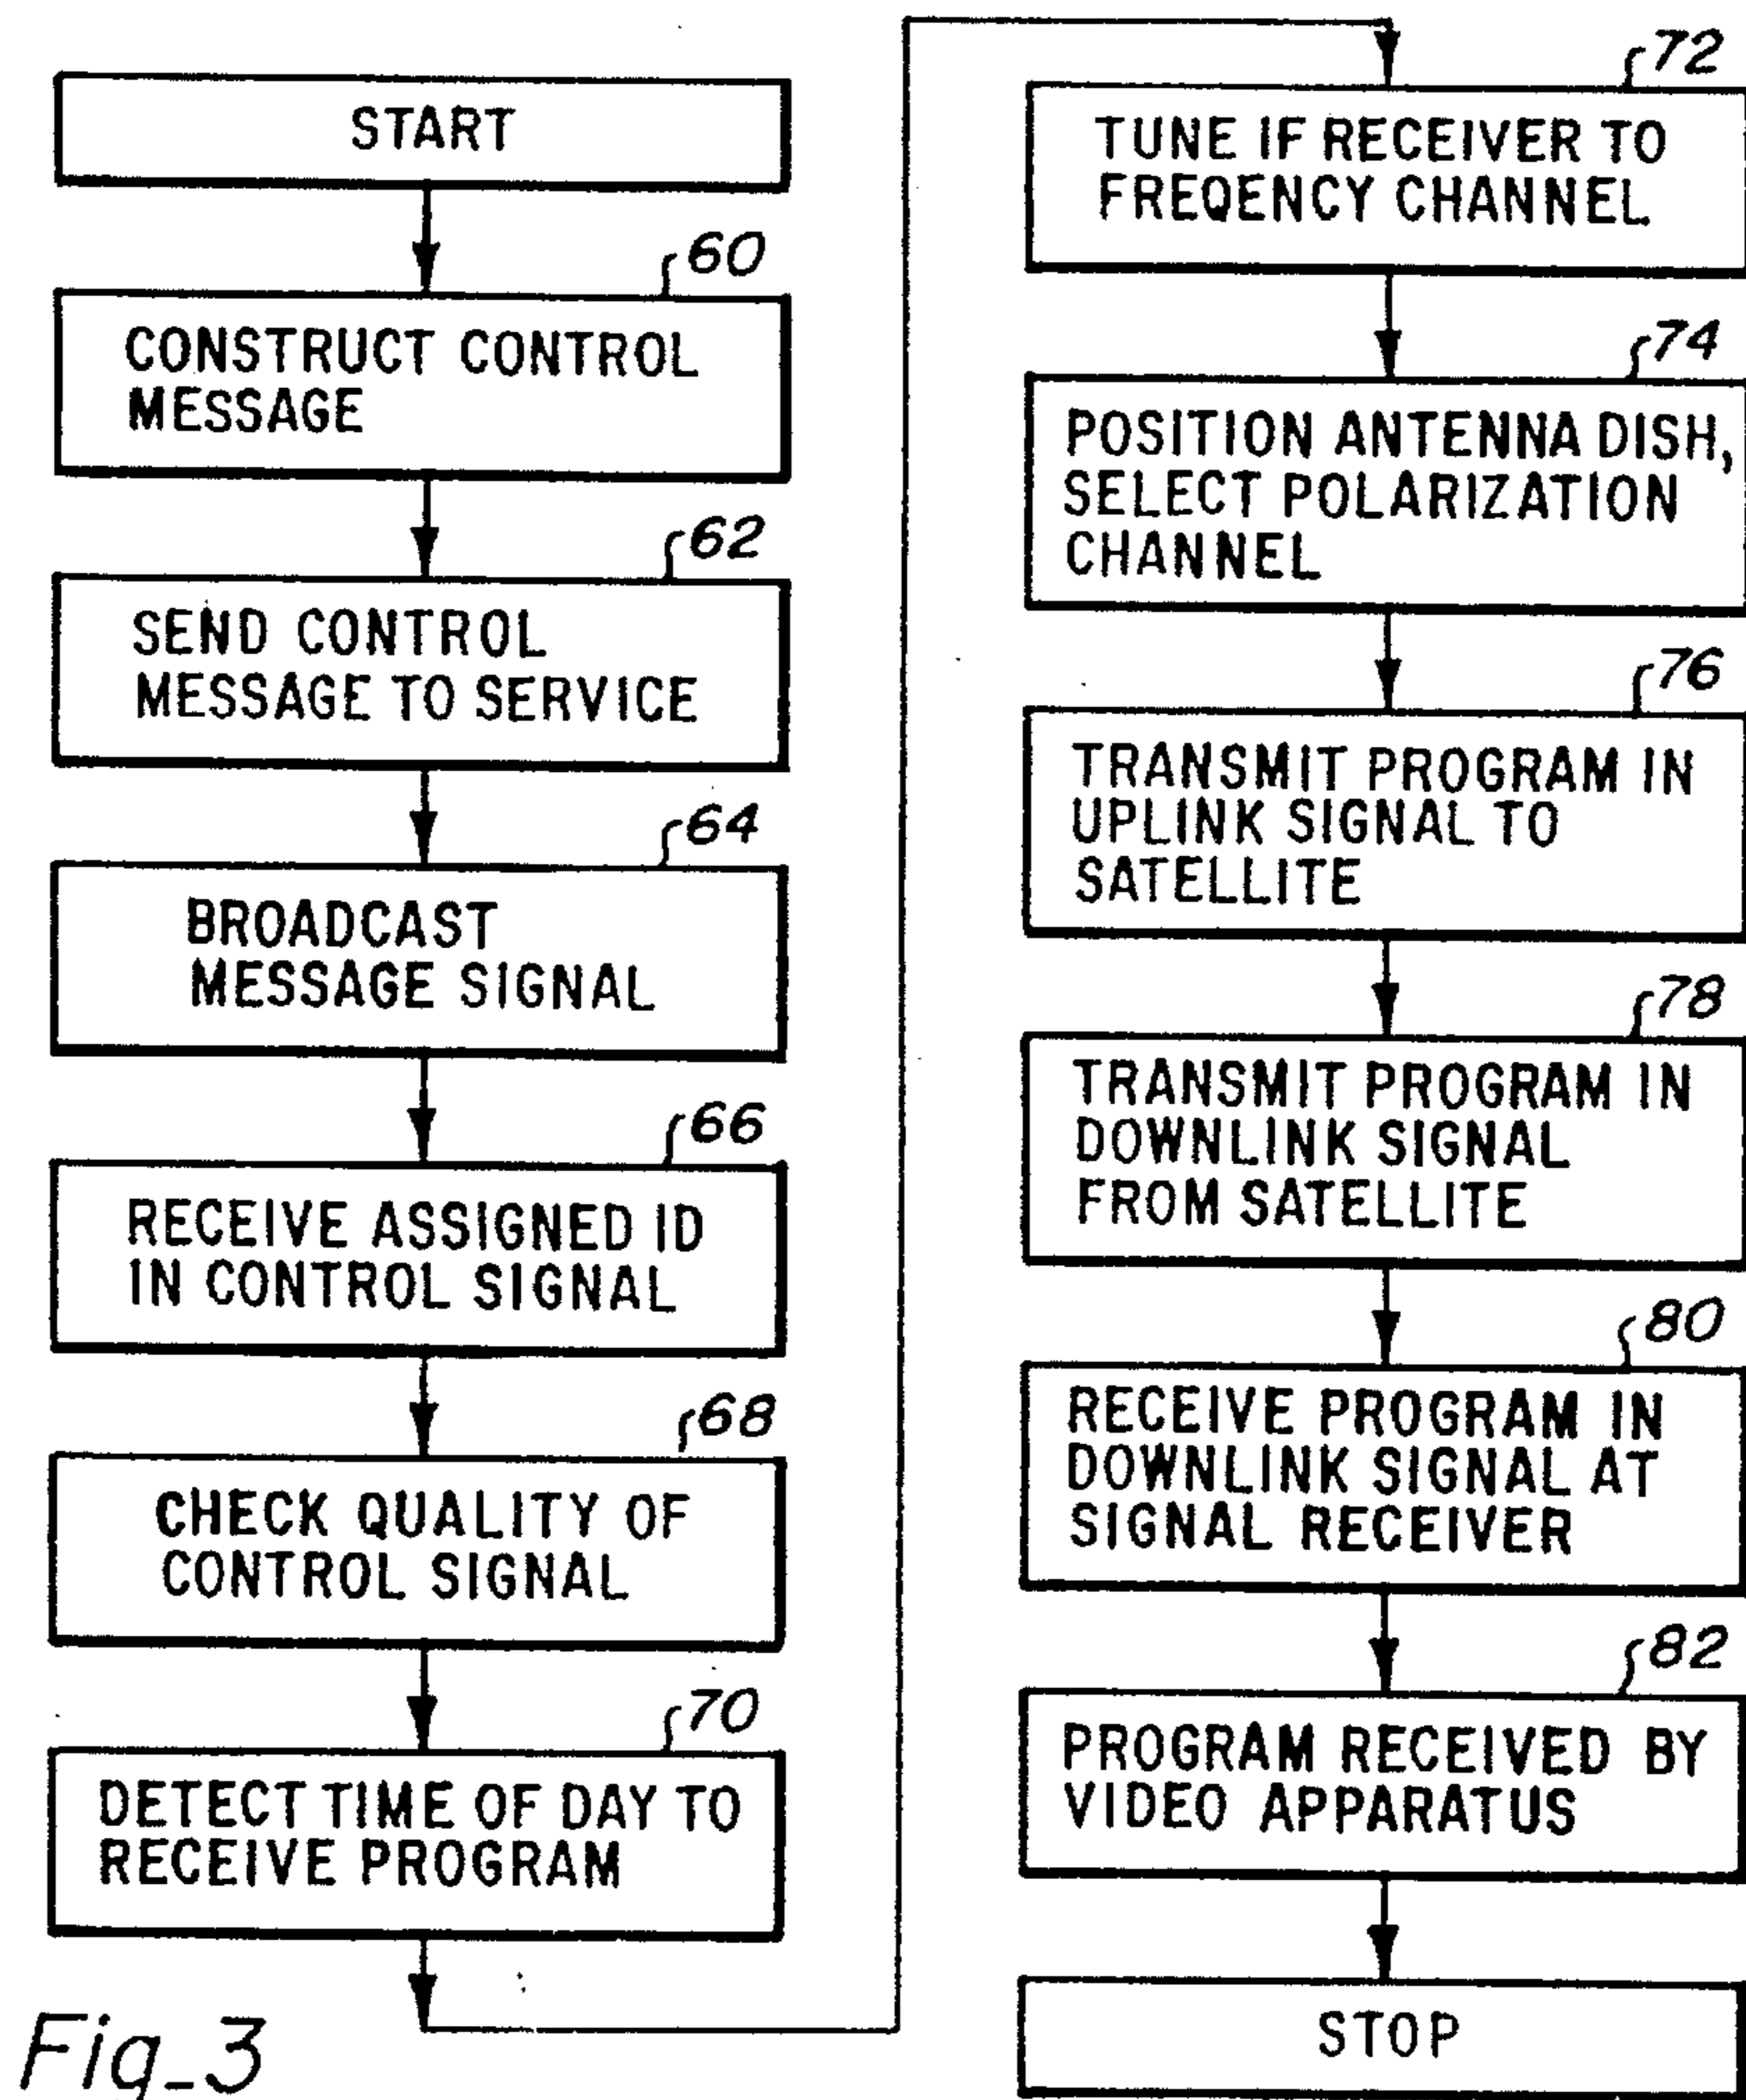 START
60
CONSTRUCT CONTROL
MESSAGE
62
SEND CONTROL
MESSAGE TO SERVICE
64
BROADCAST
MESSAGE SIGNAL
66
RECEIVE ASSIGNED ID
IN CONTROL SIGNAL
68
CHECK QUALITY OF
CONTROL SIGNAL
70
DETECT TIME OF DAY TO
RECEIVE PROGRAM
72
TUNE IF RECEIVER TO
FREQENCY CHANNEL
74
POSITION ANTENNA DISH,
SELECT POLARIZATION
CHANNEL
76
TRANSMIT PROGRAM IN
UPLINK SIGNAL TO
SATELLITE
78
TRANSMIT PROGRAM IN
DOWNLINK SIGNAL
FROM SATELLITE
80
RECEIVE PROGRAM IN
DOWNLINK SIGNAL AT
SIGNAL RECEIVER
82
PROGRAM RECEIVED BY
VIDEO APPARATUS
STOP
Fig_3